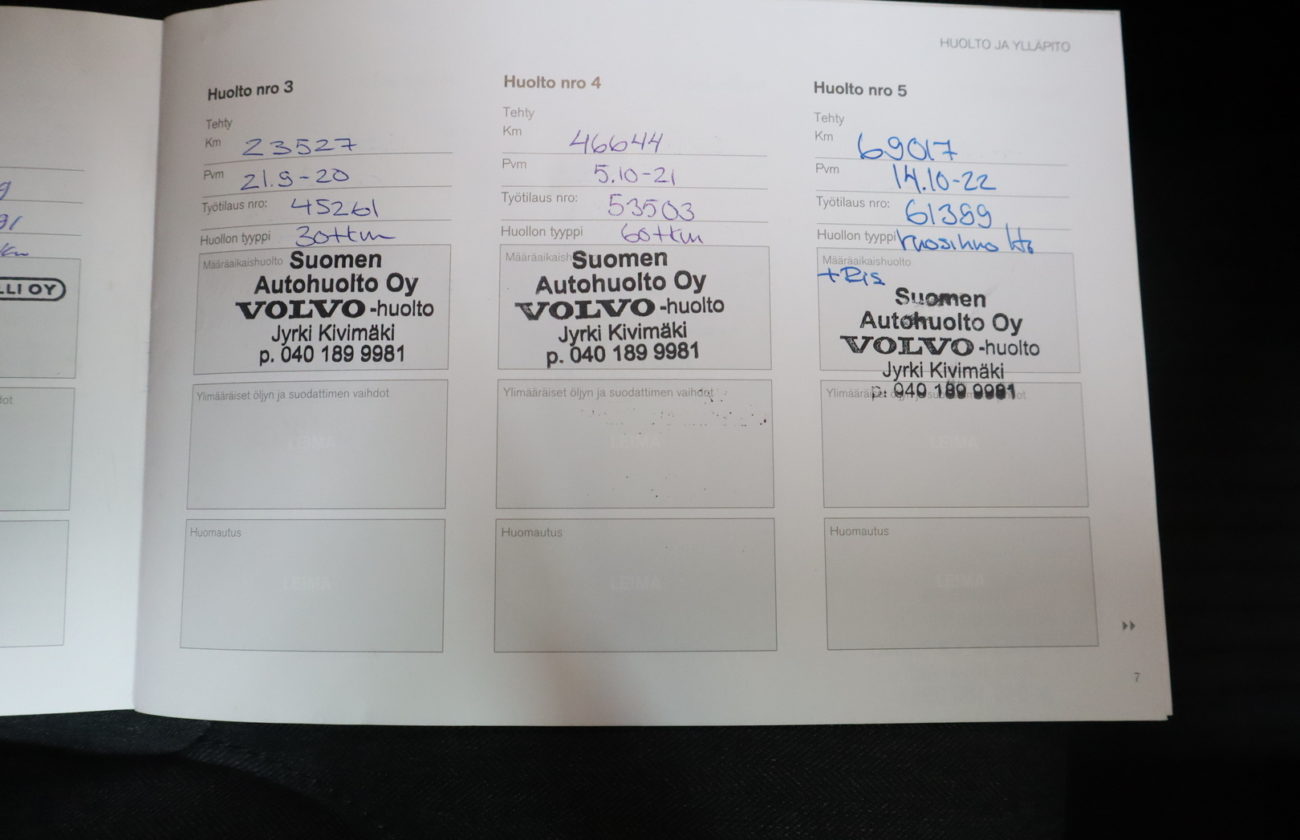 HUOLTO JA YLLÄPITO
LLI OY
Huolto nro 3
Tehty
Km 23527
Pvm 21.9-20
Työtilaus nro: 45261
Huollon tyyppi 30tkm
Määräaikaishuolto
Suomen
Autohuolto Oy
VOLVO-huolto
Jyrki Kivimäki
p. 040 189 9981
Ylimääräiset öljyn ja suodattimen vaihdot
LEIMA
Huomautus
LEIMA
Huolto nro 4
Tehty
Km 46644
Pvm 5.10-21
Työtilaus nro: 53503
Huollon tyyppi 60tkm
Suomen
Autohuolto Oy
VOLVO-huolto
Jyrki Kivimäki
p. 040 189 9981
Ylimääräiset öljyn ja suodattimen vaihdot
LEIMA
Huomautus
LEIMA
Huolto nro 5
Tehty
Km 69017
Pvm 14.10-22
Työtilaus nro: 61389
Huollon tyyppi
Määräaikaishuolto
Suomen
Autohuolto Oy
VOLVO-huolto
Jyrki Kivimäki
p. 040 189 9981
LEIMA
Huomautus
LEIMA
7